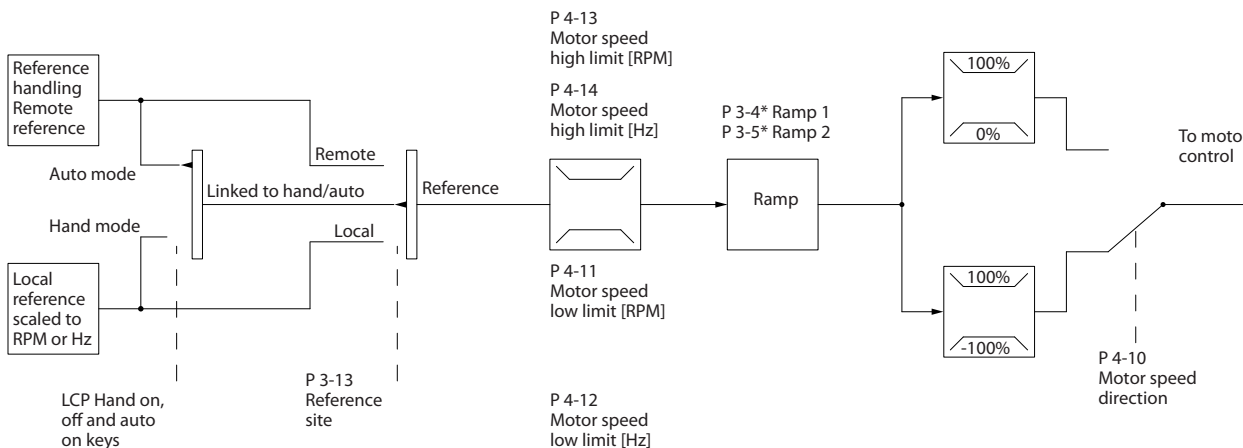 P 4-13
Motor speed
high limit [RPM]
P 4-14
Motor speed
high limit [Hz]
Reference
handling
Remote
reference
Auto mode
Hand mode
Local
reference
scaled to
RPM or Hz
LCP Hand on,
off and auto
on keys
Linked to hand/auto
Remote
Local
P 3-13
Reference
site
Reference
P 4-11
Motor speed
low limit [RPM]
P 4-12
Motor speed
low limit [Hz]
P 3-4* Ramp 1
P 3-5* Ramp 2
Ramp
100%
0%
100%
-100%
To moto
control
P 4-10
Motor speed
direction